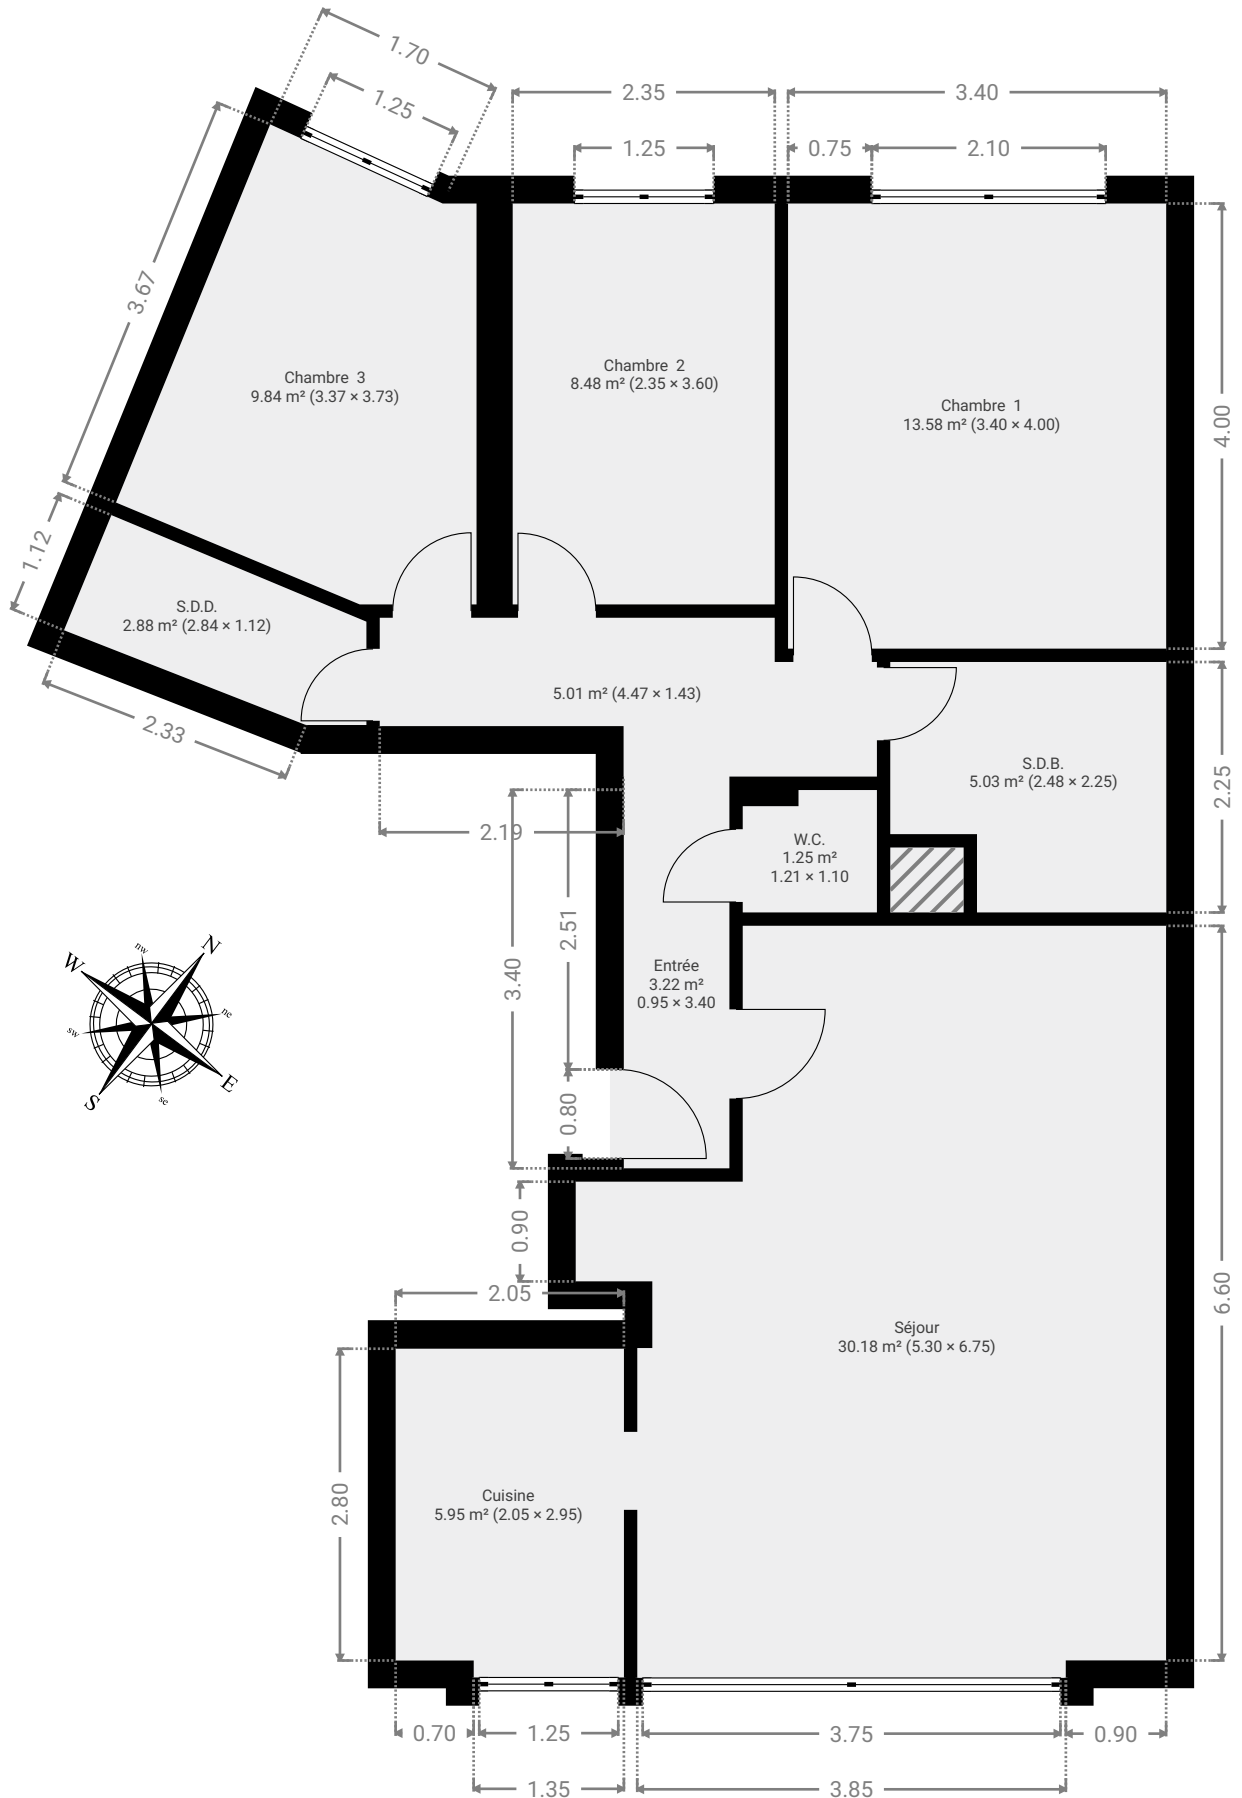 1.70
1.25
2.35
3.40
1.25
0.75
2.10
3.67
Chambre 3
9.84 m² (3.37 × 3.73)
Chambre 2
8.48 m² (2.35 × 3.60)
Chambre 1
13.58 m² (3.40 × 4.00)
4.00
1.12
S.D.D.
2.88 m² (2.84 × 1.12)
5.01 m² (4.47 × 1.43)
2.33
S.D.B.
5.03 m² (2.48 × 2.25)
2.25
2.19
W.C.
1.25 m²
1.21 × 1.10
2.51
3.40
Entrée
3.22 m²
0.95 × 3.40
N
nw
W
ne
sw
E
S
se
0.80
0.90
2.05
6.60
Séjour
30.18 m² (5.30 × 6.75)
2.80
Cuisine
5.95 m² (2.05 × 2.95)
0.70
1.25
3.75
0.90
1.35
3.85